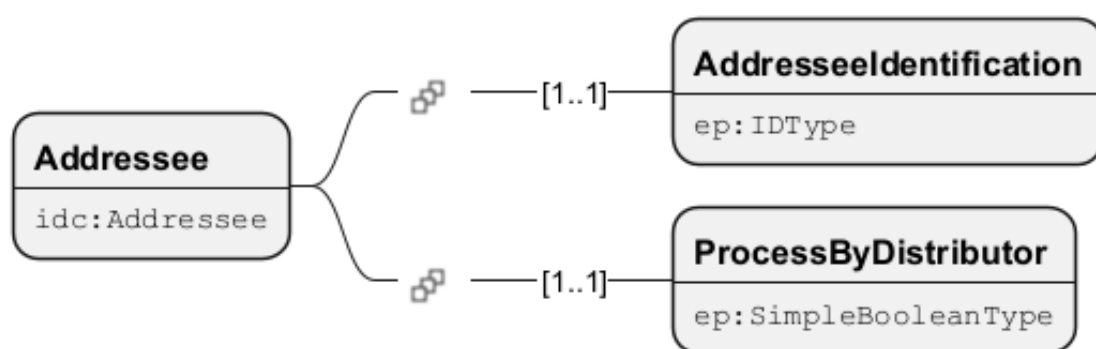 AddresseeIdentification
[1..1]
ep:IDType
Addressee
idc:Addressee
ProcessByDistributor
[1..1]
ep:SimpleBooleanType